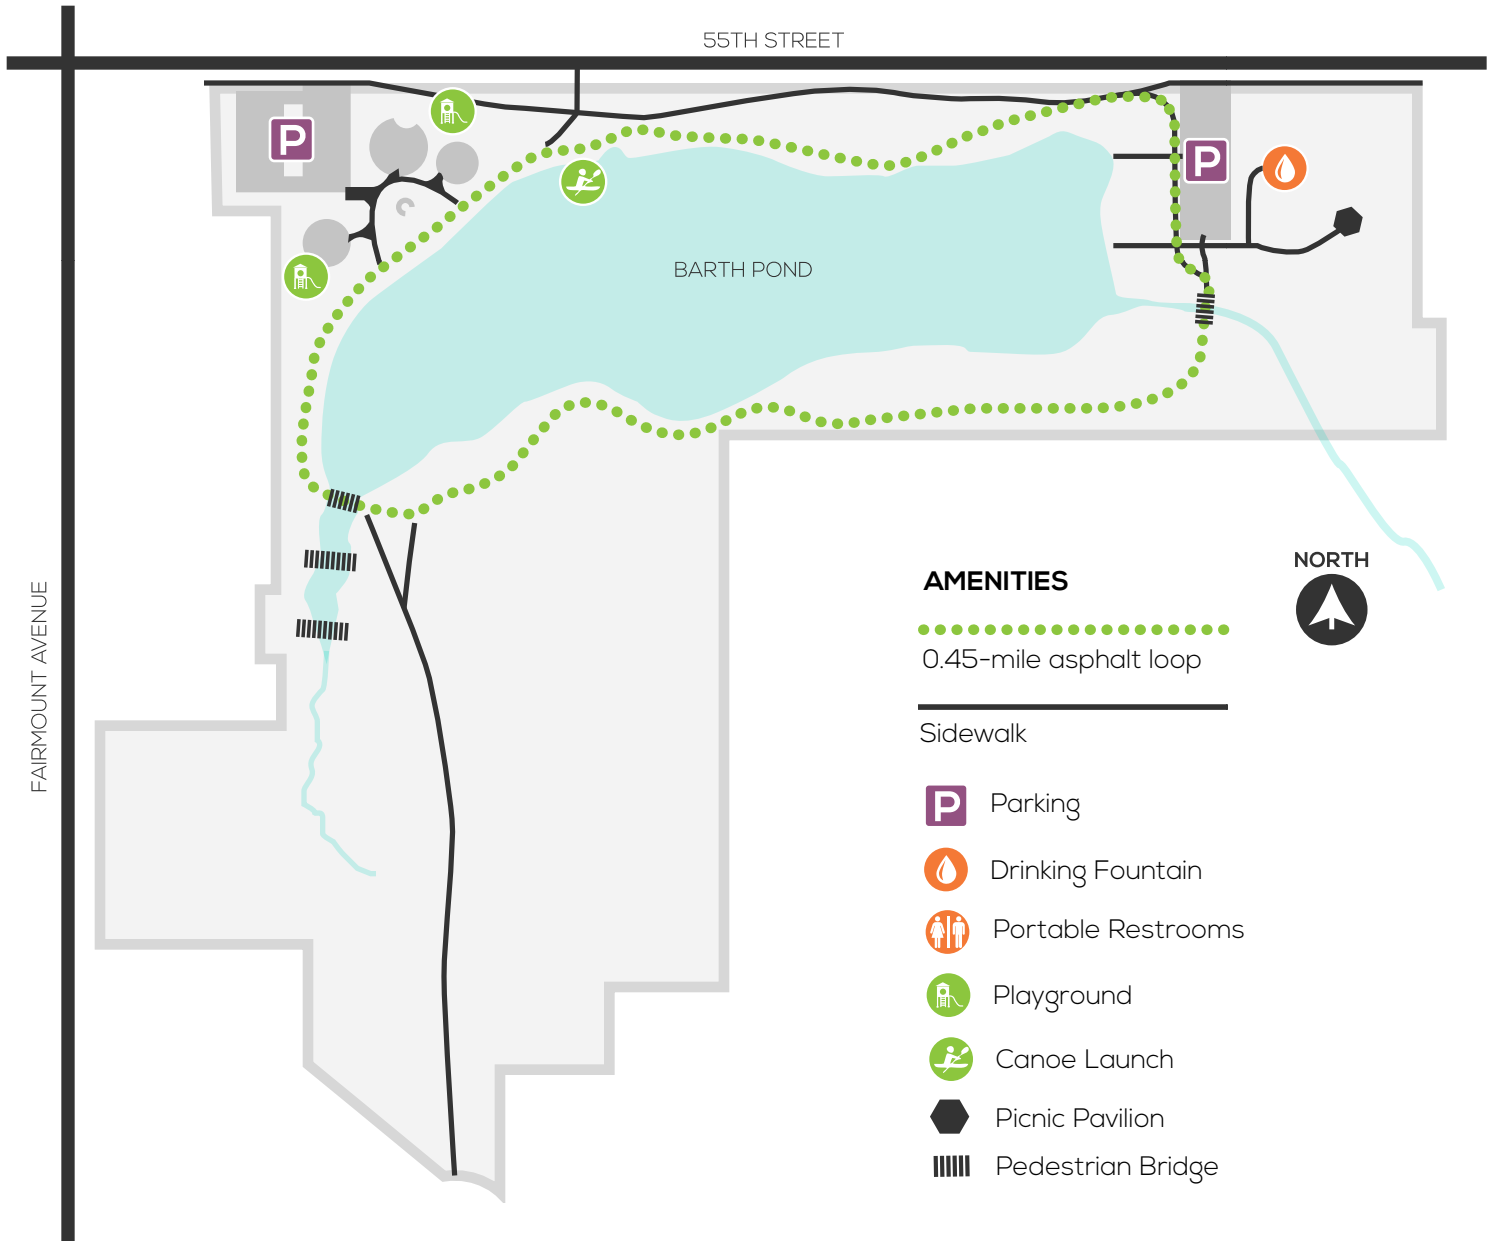 55TH STREET
P
P
BARTH POND
FAIRMOUNT AVENUE
NORTH
AMENITIES
0.45-mile asphalt loop
Sidewalk
P Parking
Drinking Fountain
Portable Restrooms
Playground
Canoe Launch
Picnic Pavilion
Pedestrian Bridge